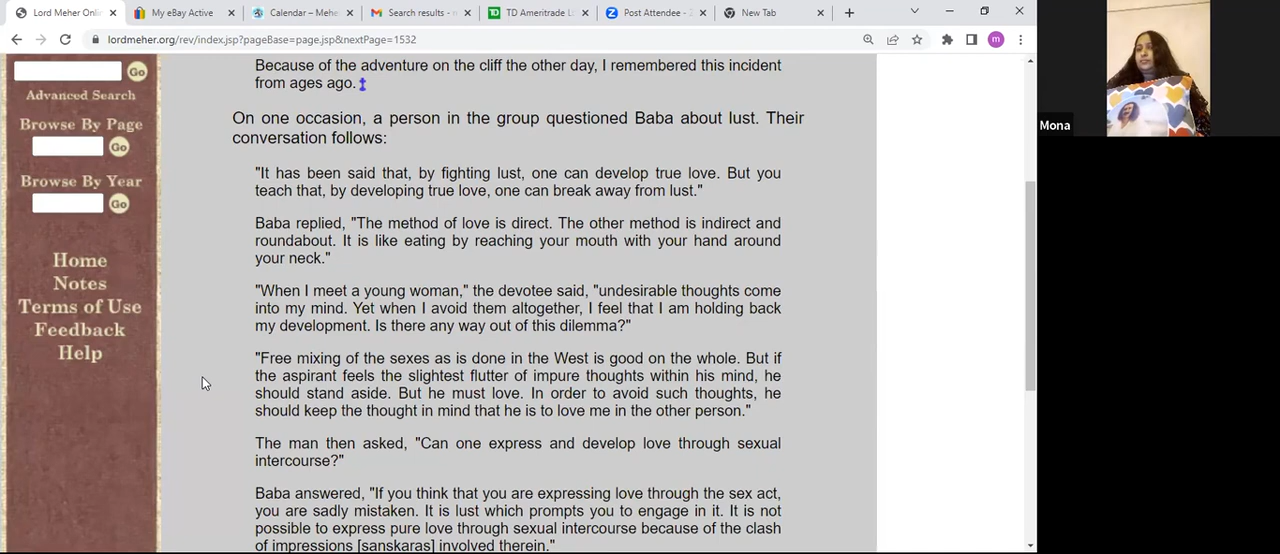 Lord Meher Onli
My eBay Active
Calendar – Mehe
Search results - m
TD Ameritrade L
Post Attendee - Z
New Tab
lordmeher.org/rev/index.jsp?pageBase=page.jsp&nextPage=1532
m
Go
Advanced Search
Browse By Page
Go
Browse By Year
Go
Home
Notes
Terms of Use
Feedback
Help
Because of the adventure on the cliff the other day, I remembered this incident
from ages ago.
On one occasion, a person in the group questioned Baba about lust. Their
conversation follows:
"It has been said that, by fighting lust, one can develop true love. But you
teach that, by developing true love, one can break away from lust."
Baba replied, "The method of love is direct. The other method is indirect and
roundabout. It is like eating by reaching your mouth with your hand around
your neck."
"When I meet a young woman," the devotee said, "undesirable thoughts come
into my mind. Yet when I avoid them altogether, I feel that I am holding back
my development. Is there any way out of this dilemma?"
"Free mixing of the sexes as is done in the West is good on the whole. But if
the aspirant feels the slightest flutter of impure thoughts within his mind, he
should stand aside. But he must love. In order to avoid such thoughts, he
should keep the thought in mind that he is to love me in the other person."
The man then asked, "Can one express and develop love through sexual
intercourse?"
Baba answered, "If you think that you are expressing love through the sex act,
you are sadly mistaken. It is lust which prompts you to engage in it. It is not
possible to express pure love through sexual intercourse because of the clash
of impressions [sanskaras] involved therein."
Mona